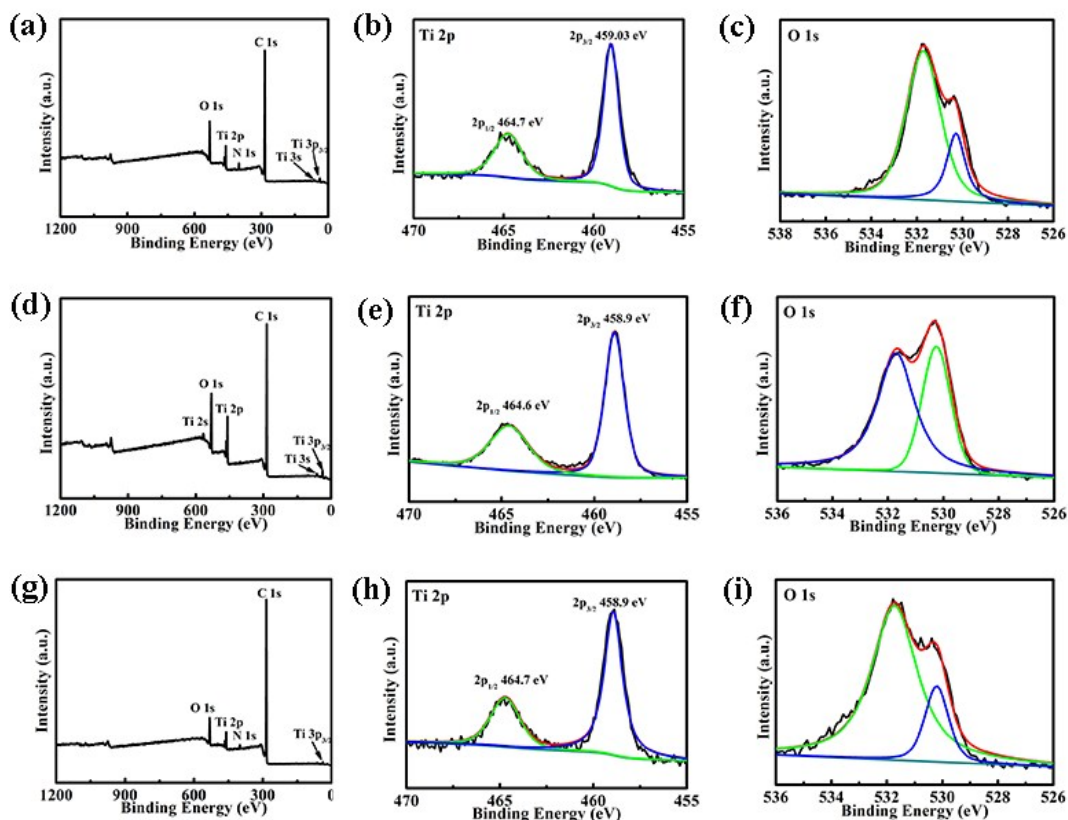 (a)
C 1s
O 1s
Ti 2p
N 1s
Ti 3p3/2
Ti 3s
Intensity (a.u.)
1200 900 600 300 0
Binding Energy (eV)
(b)
Ti 2p
2p3/2 459.03 eV
2p1/2 464.7 eV
Intensity (a.u.)
470 465 460 455
Binding Energy (eV)
(c)
O 1s
Intensity (a.u.)
538 536 534 532 530 528 526
Binding Energy (eV)
(d)
C 1s
O 1s
Ti 2s
Ti 2p
Ti 3p3/2
Ti 3s
Intensity (a.u.)
1200 900 600 300 0
Binding Energy (eV)
(e)
Ti 2p
2p3/2 458.9 eV
2p1/2 464.6 eV
Intensity (a.u.)
470 465 460 455
Binding Energy (eV)
(f)
O 1s
Intensity (a.u.)
536 534 532 530 528 526
Binding Energy (eV)
(g)
C 1s
O 1s
Ti 2p
N 1s
Ti 3p3/2
Intensity (a.u.)
1200 900 600 300 0
Binding Energy (eV)
(h)
Ti 2p
2p3/2 458.9 eV
2p1/2 464.7 eV
Intensity (a.u.)
470 465 460 455
Binding Energy (eV)
(i)
O 1s
Intensity (a.u.)
536 534 532 530 528 526
Binding Energy (eV)